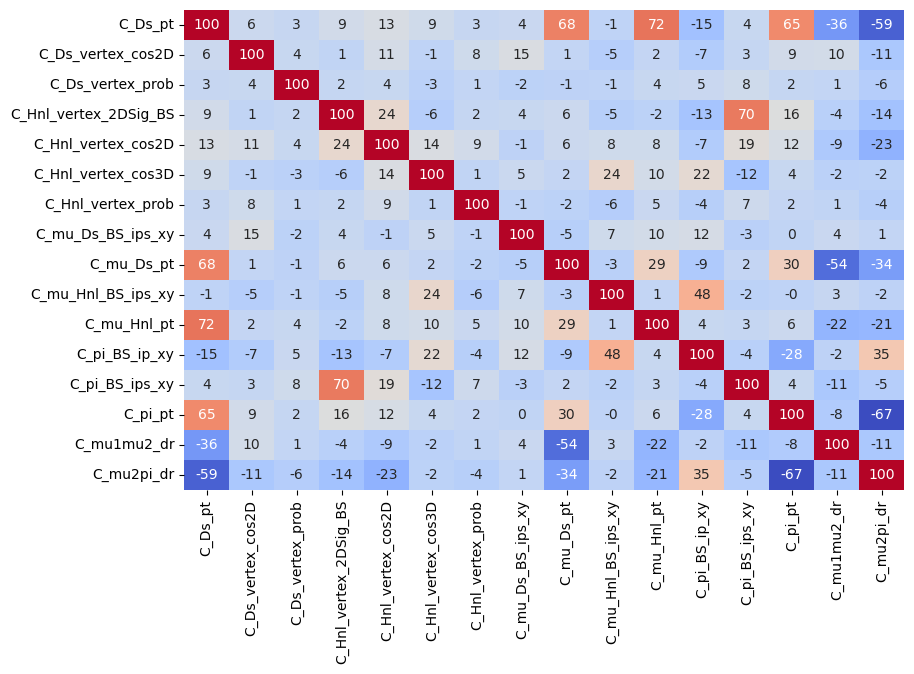 C_Ds_pt 100 6 3 9 13 9 3 4 68 -1 72 -15 4 65 -36 -59
C_Ds_vertex_cos2D 6 100 4 1 11 -1 8 15 1 -5 2 -7 3 9 10 -11
C_Ds_vertex_prob 3 4 100 2 4 -3 1 -2 -1 -1 4 5 8 2 1 -6
C_Hnl_vertex_2DSig_BS 9 1 2 100 24 -6 2 4 6 -5 -2 -13 70 16 -4 -14
C_Hnl_vertex_cos2D 13 11 4 24 100 14 9 -1 6 8 8 -7 19 12 -9 -23
C_Hnl_vertex_cos3D 9 -1 -3 -6 14 100 1 5 2 24 10 22 -12 4 -2 -2
C_Hnl_vertex_prob 3 8 1 2 9 1 100 -1 -2 -6 5 -4 7 2 1 -4
C_mu_Ds_BS_ips_xy 4 15 -2 4 -1 5 -1 100 -5 7 10 12 -3 0 4 1
C_mu_Ds_pt 68 1 -1 6 6 2 -2 -5 100 -3 29 -9 2 30 -54 -34
C_mu_Hnl_BS_ips_xy -1 -5 -1 -5 8 24 -6 7 -3 100 1 48 -2 -0 3 -2
C_mu_Hnl_pt 72 2 4 -2 8 10 5 10 29 1 100 4 3 6 -22 -21
C_pi_BS_ip_xy -15 -7 5 -13 -7 22 -4 12 -9 48 4 100 -4 -28 -2 35
C_pi_BS_ips_xy 4 3 8 70 19 -12 7 -3 2 -2 3 -4 100 4 -11 -5
C_pi_pt 65 9 2 16 12 4 2 0 30 -0 6 -28 4 100 -8 -67
C_mu1mu2_dr -36 10 1 -4 -9 -2 1 4 -54 3 -22 -2 -11 -8 100 -11
C_mu2pi_dr -59 -11 -6 -14 -23 -2 -4 1 -34 -2 -21 35 -5 -67 -11 100
C_Ds_pt
C_Ds_vertex_cos2D
C_Ds_vertex_prob
C_Hnl_vertex_2DSig_BS
C_Hnl_vertex_cos2D
C_Hnl_vertex_cos3D
C_Hnl_vertex_prob
C_mu_Ds_BS_ips_xy
C_mu_Ds_pt
C_mu_Hnl_BS_ips_xy
C_mu_Hnl_pt
C_pi_BS_ip_xy
C_pi_BS_ips_xy
C_pi_pt
C_mu1mu2_dr
C_mu2pi_dr